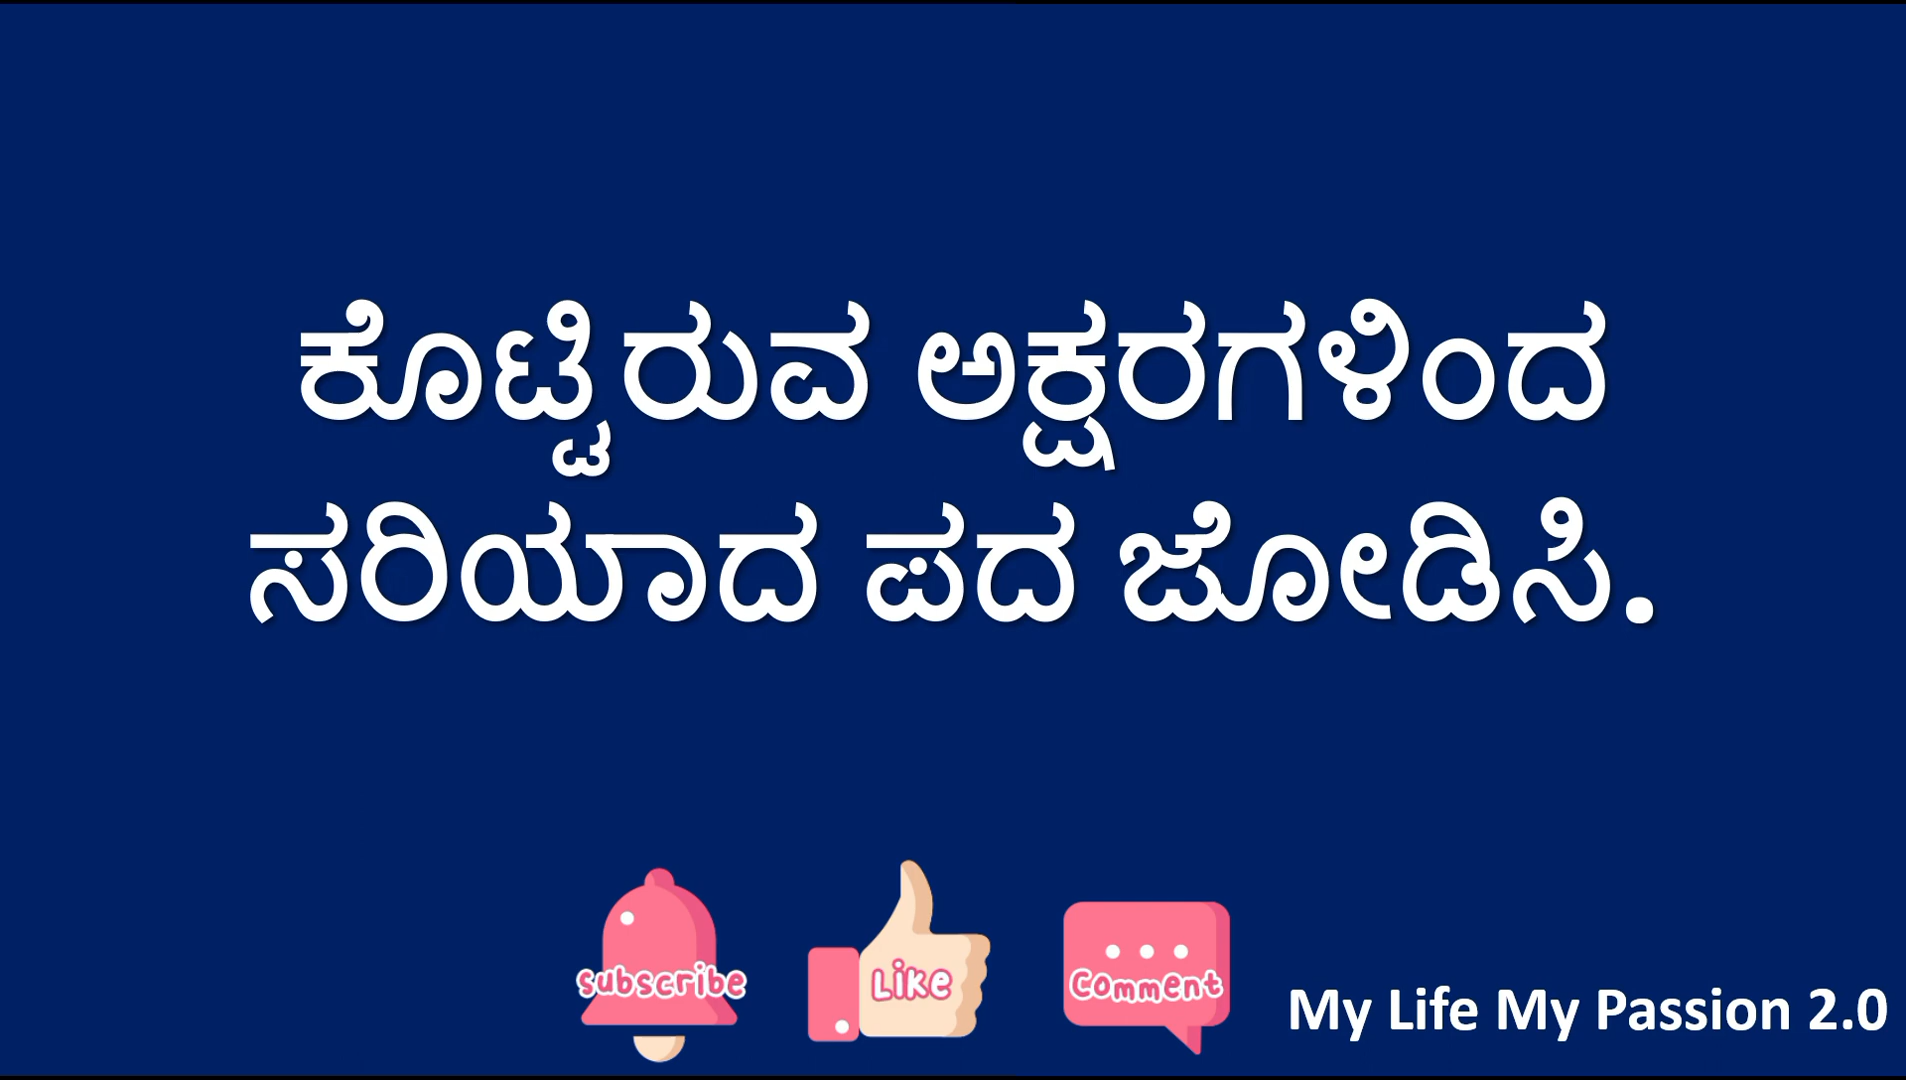 ಕೊಟ್ಟಿರುವ ಅಕ್ಷರಗಳಿಂದ
ಸರಿಯಾದ ಪದ ಜೋಡಿಸಿ.
subscribe
Like
Comment
My Life My Passion 2.0